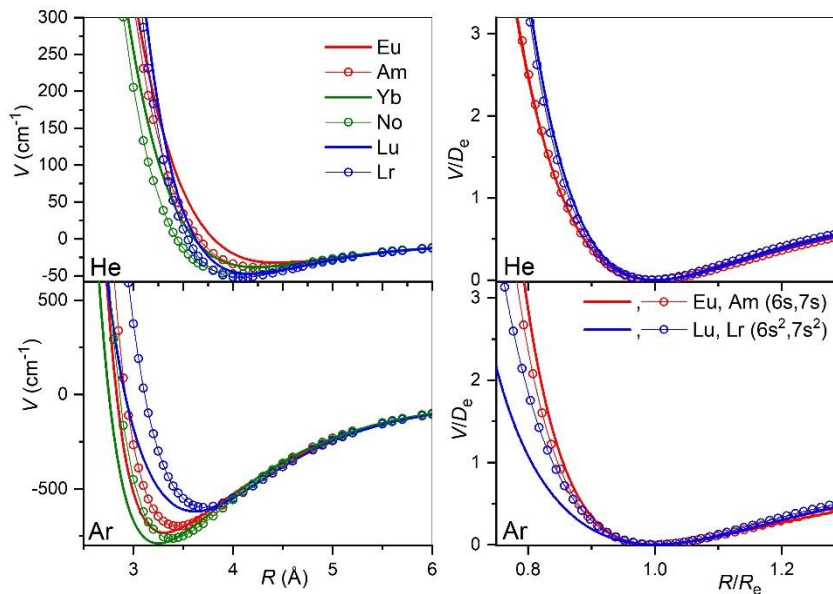 300
250
200
150
100
50
0
-50
V (cm⁻¹)
Eu
Am
Yb
No
Lu
Lr
He
3
2
1
0
V/Dₑ
He
500
0
-500
V (cm⁻¹)
Ar
3 4 5 6
R (Å)
3
2
1
0
V/Dₑ
, Eu, Am (6s,7s)
, Lu, Lr (6s²,7s²)
Ar
0.8 1.0 1.2
R/Rₑ